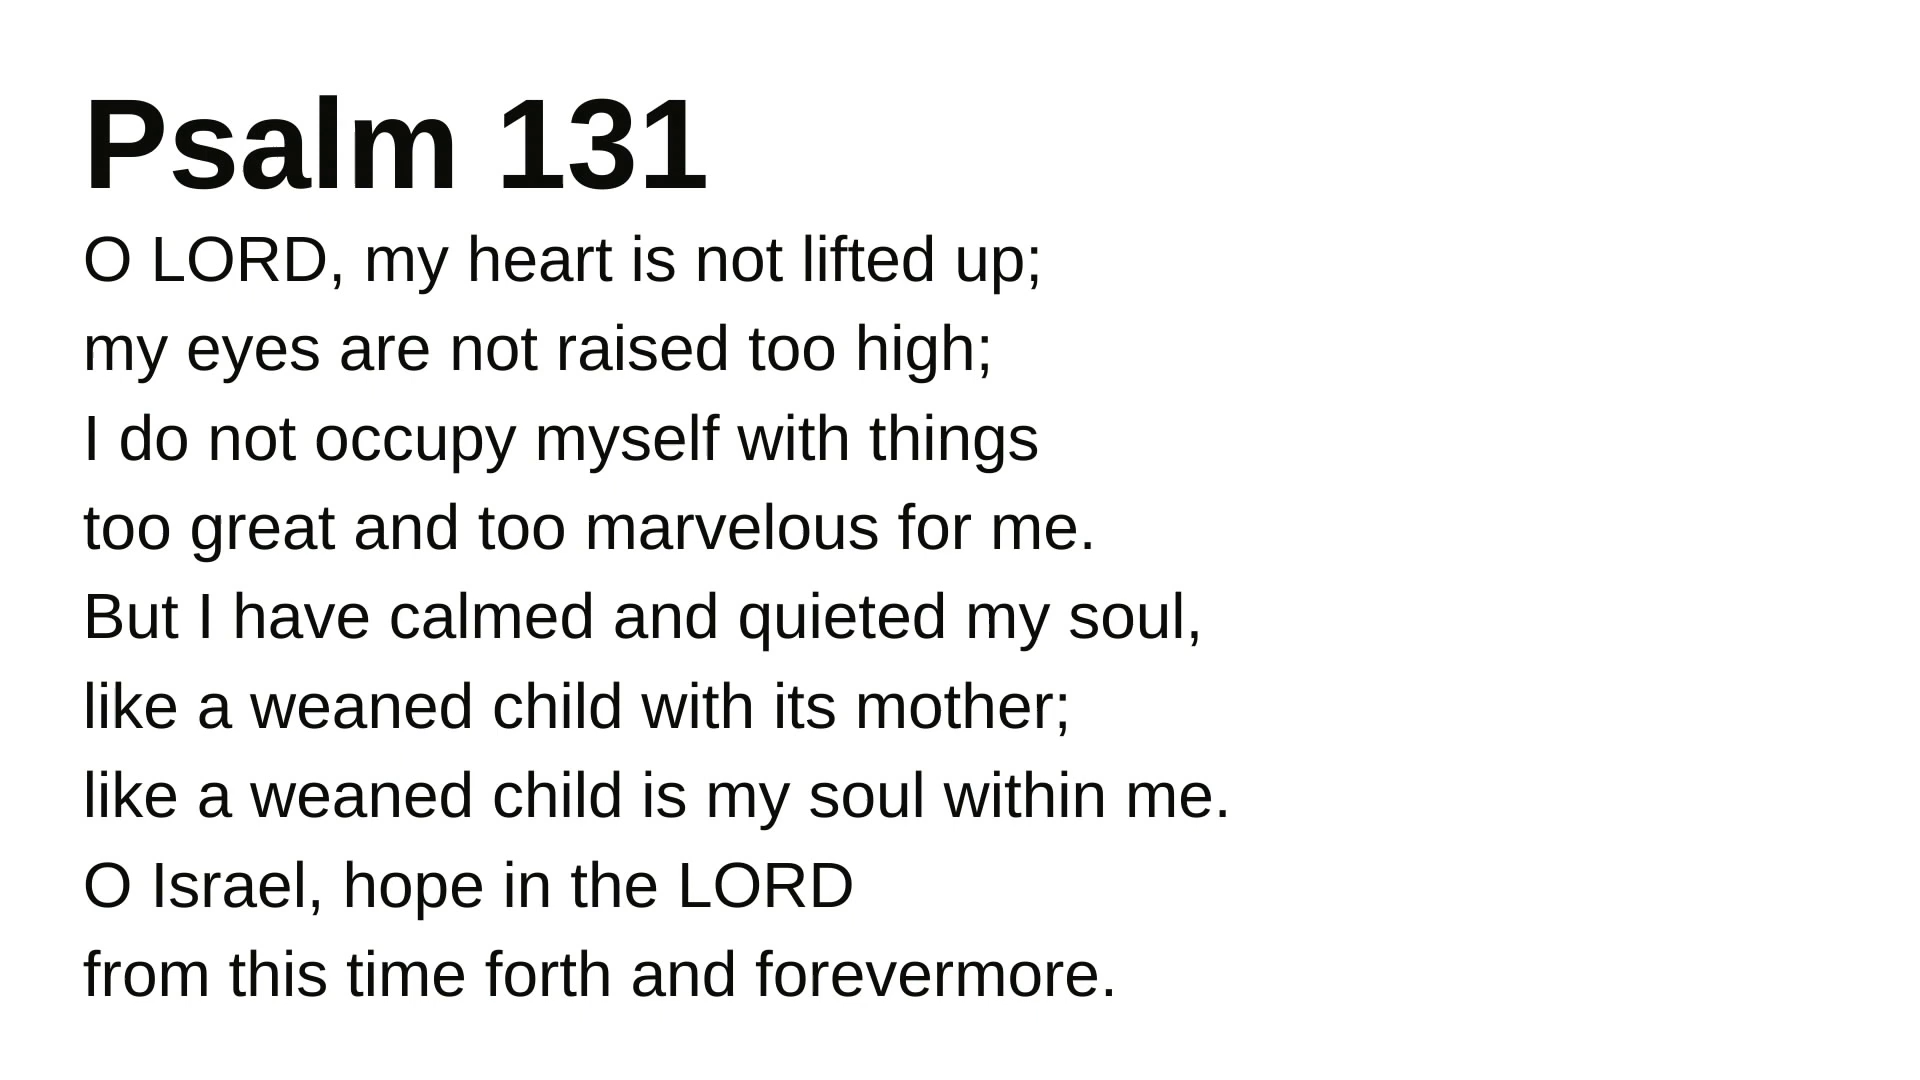 Psalm 131
O LORD, my heart is not lifted up;
my eyes are not raised too high;
I do not occupy myself with things
too great and too marvelous for me.
But I have calmed and quieted my soul,
like a weaned child with its mother;
like a weaned child is my soul within me.
O Israel, hope in the LORD
from this time forth and forevermore.